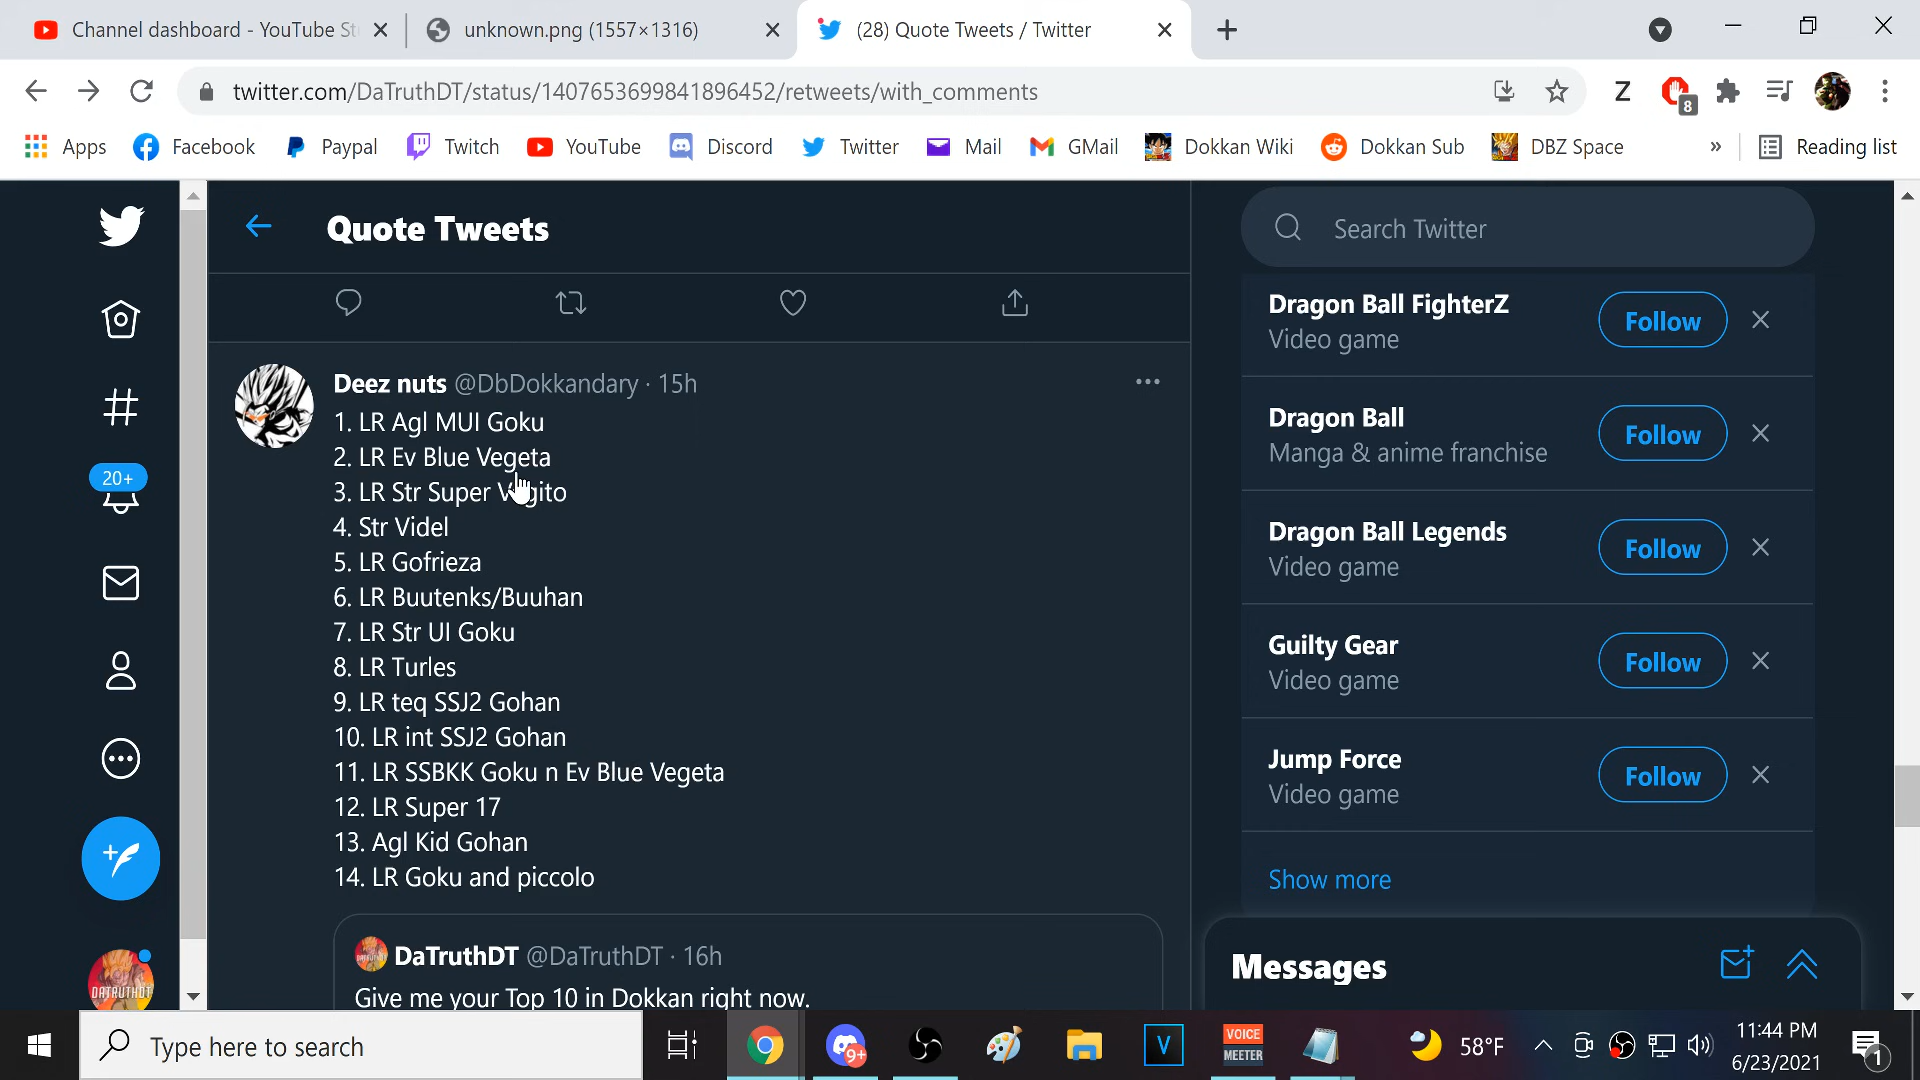 Channel dashboard - YouTube St
unknown.png (1557×1316)
(28) Quote Tweets / Twitter
twitter.com/DaTruthDT/status/1407653699841896452/retweets/with_comments
Z
8
Apps
Facebook
Paypal
Twitch
YouTube
Discord
Twitter
Mail
GMail
Dokkan Wiki
Dokkan Sub
DBZ Space
»
Reading list
20+
DATRUTHDT
Quote Tweets
Deez nuts @DbDokkandary · 15h
1. LR Agl MUI Goku
2. LR Ev Blue Vegeta
3. LR Str Super Vegito
4. Str Videl
5. LR Gofrieza
6. LR Buutenks/Buuhan
7. LR Str UI Goku
8. LR Turles
9. LR teq SSJ2 Gohan
10. LR int SSJ2 Gohan
11. LR SSBKK Goku n Ev Blue Vegeta
12. LR Super 17
13. Agl Kid Gohan
14. LR Goku and piccolo
DaTruthDT @DaTruthDT · 16h
Give me your Top 10 in Dokkan right now.
Search Twitter
Dragon Ball FighterZ
Video game
Follow
Dragon Ball
Manga & anime franchise
Follow
Dragon Ball Legends
Video game
Follow
Guilty Gear
Video game
Follow
Jump Force
Video game
Follow
Show more
Messages
Type here to search
9+
V
VOICE
MEETER
58°F
11:44 PM
6/23/2021
1